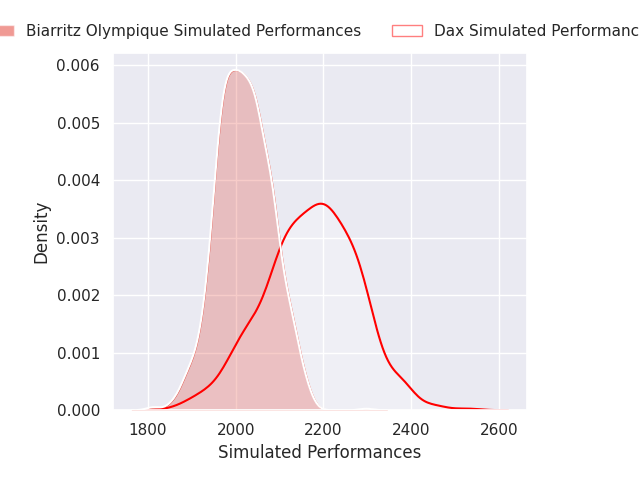 Biarritz Olympique Simulated Performances
Dax Simulated Performanc
0.006
0.005
0.004
0.003
0.002
0.001
0.000
Density
1800 2000 2200 2400 2600
Simulated Performances